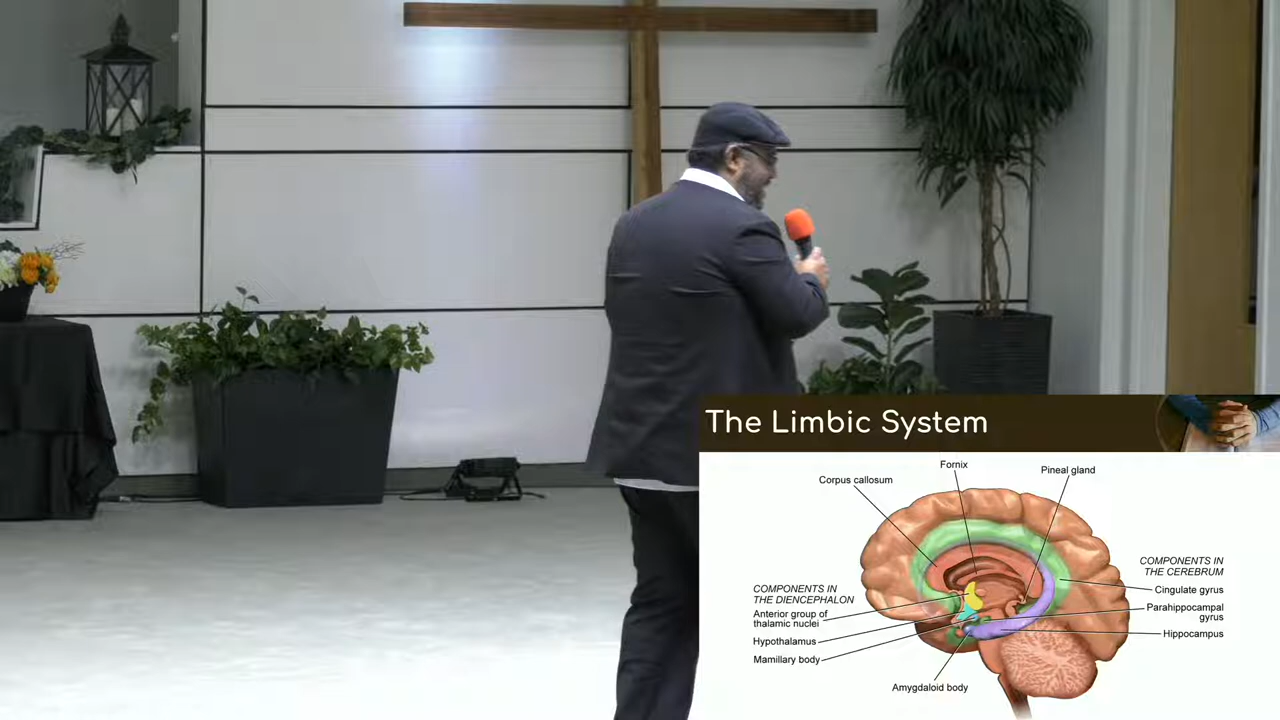 The Limbic System
Fornix
Pineal gland
Corpus callosum
COMPONENTS IN
THE CEREBRUM
COMPONENTS IN
THE DIENCEPHALON
Cingulate gyrus
Anterior group of
thalamic nuclei
Parahippocampal
gyrus
Hypothalamus
Hippocampus
Mamillary body
Amygdaloid body